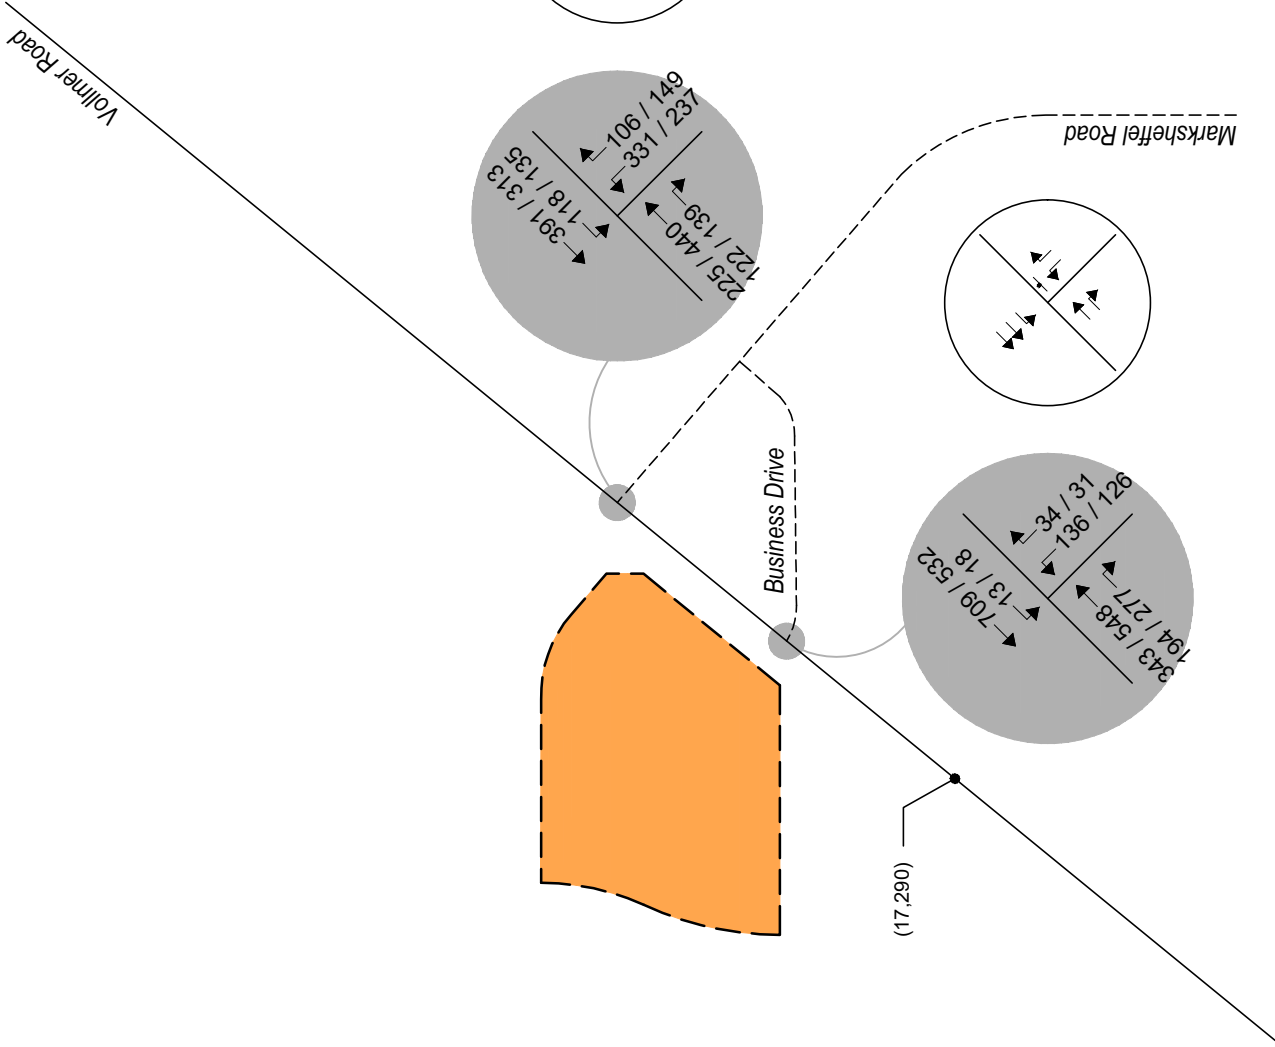 Vollmer Road
106 / 149
331 / 237
391 / 313
118 / 135
225 / 440
122 / 139
Marksheffel Road
Business Drive
34 / 31
136 / 126
709 / 532
13 / 18
343 / 548
194 / 277
(17,290)